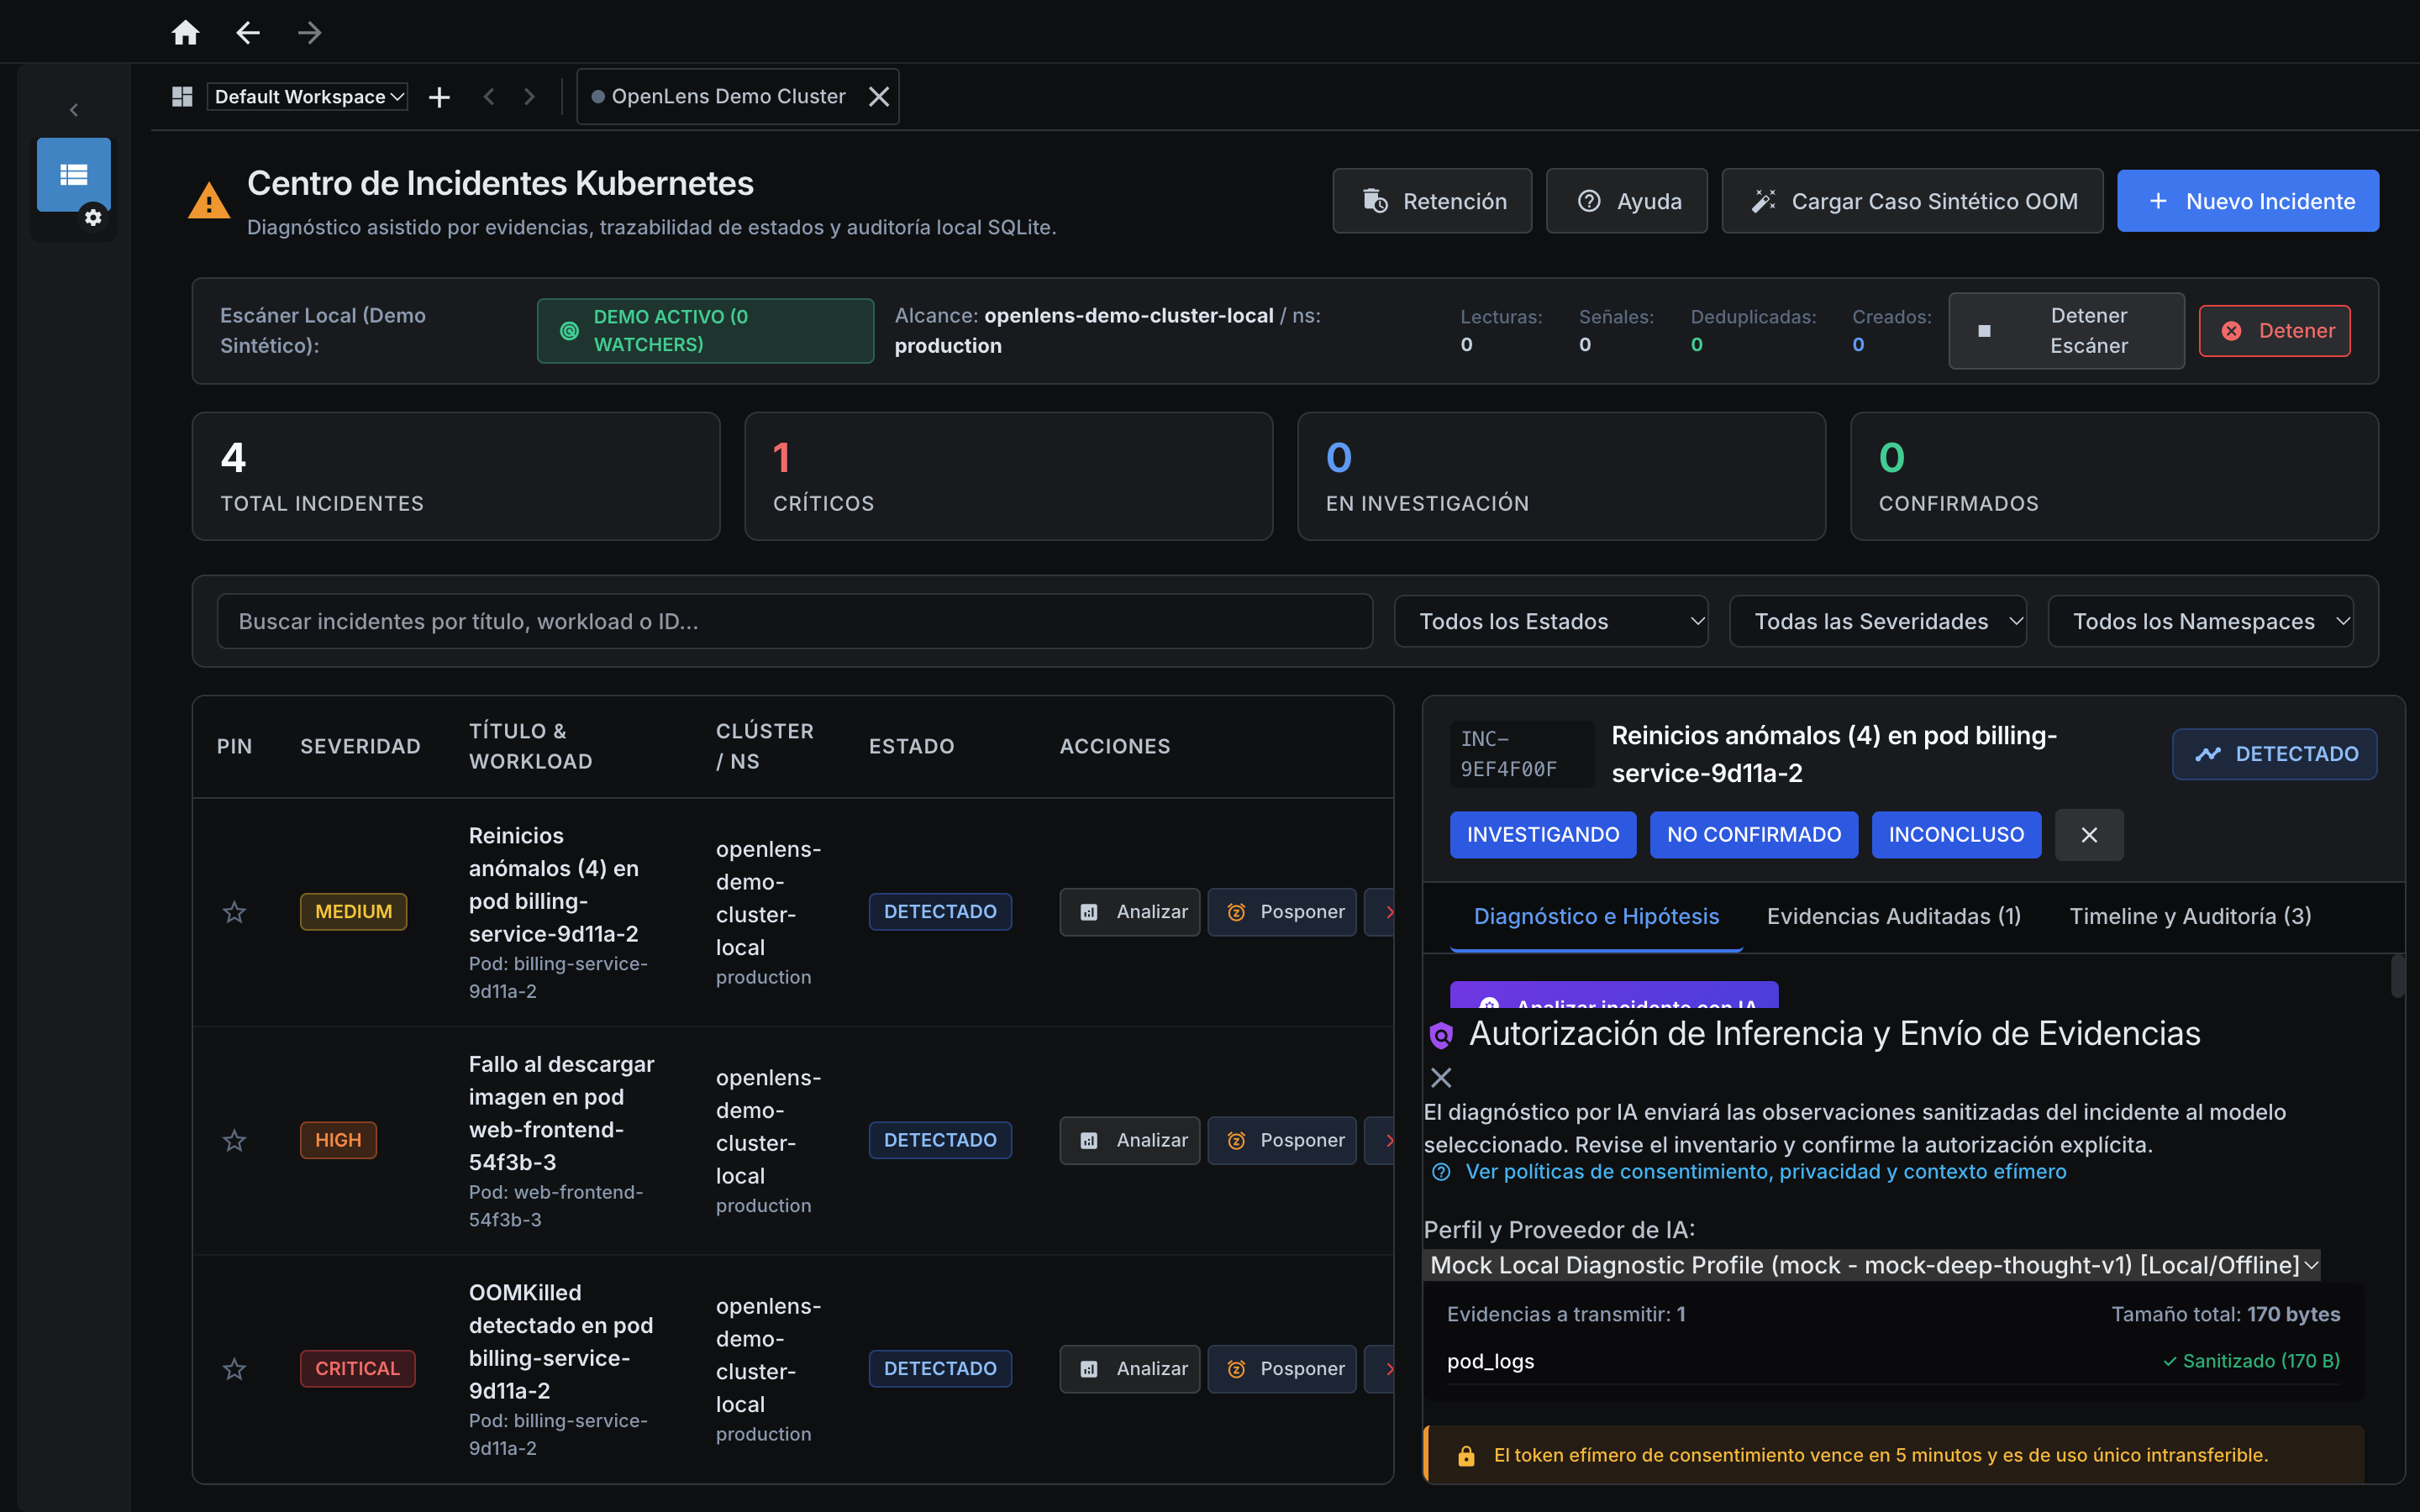 Default Workspace
OpenLens Demo Cluster
Centro de Incidentes Kubernetes
Diagnóstico asistido por evidencias, trazabilidad de estados y auditoría local SQLite.
Retención
Ayuda
Cargar Caso Sintético OOM
Nuevo Incidente
Escáner Local (Demo
Sintético):
DEMO ACTIVO (0
WATCHERS)
Alcance: openlens-demo-cluster-local / ns:
production
Lecturas:
0
Señales:
0
Deduplicadas:
0
Creados:
0
Detener
Escáner
Detener
4
TOTAL INCIDENTES
1
CRÍTICOS
0
EN INVESTIGACIÓN
0
CONFIRMADOS
Buscar incidentes por título, workload o ID...
Todos los Estados
Todas las Severidades
Todos los Namespaces
PIN
SEVERIDAD
TÍTULO &
WORKLOAD
CLÚSTER
/ NS
ESTADO
ACCIONES
MEDIUM
Reinicios
anómalos (4) en
pod billing-
service-9d11a-2
Pod: billing-service-
9d11a-2
openlens-
demo-
cluster-
local
production
DETECTADO
Analizar
Posponer
HIGH
Fallo al descargar
imagen en pod
web-frontend-
54f3b-3
Pod: web-frontend-
54f3b-3
openlens-
demo-
cluster-
local
production
DETECTADO
Analizar
Posponer
CRITICAL
OOMKilled
detectado en pod
billing-service-
9d11a-2
Pod: billing-service-
9d11a-2
openlens-
demo-
cluster-
local
production
DETECTADO
Analizar
Posponer
INC-
9EF4F00F
Reinicios anómalos (4) en pod billing-
service-9d11a-2
DETECTADO
INVESTIGANDO
NO CONFIRMADO
INCONCLUSO
Diagnóstico e Hipótesis
Evidencias Auditadas (1)
Timeline y Auditoría (3)
Analizar incidente con IA
Autorización de Inferencia y Envío de Evidencias
El diagnóstico por IA enviará las observaciones sanitizadas del incidente al modelo
seleccionado. Revise el inventario y confirme la autorización explícita.
Ver políticas de consentimiento, privacidad y contexto efímero
Perfil y Proveedor de IA:
Mock Local Diagnostic Profile (mock - mock-deep-thought-v1) [Local/Offline]
Evidencias a transmitir: 1
Tamaño total: 170 bytes
pod_logs
✓ Sanitizado (170 B)
El token efímero de consentimiento vence en 5 minutos y es de uso único intransferible.